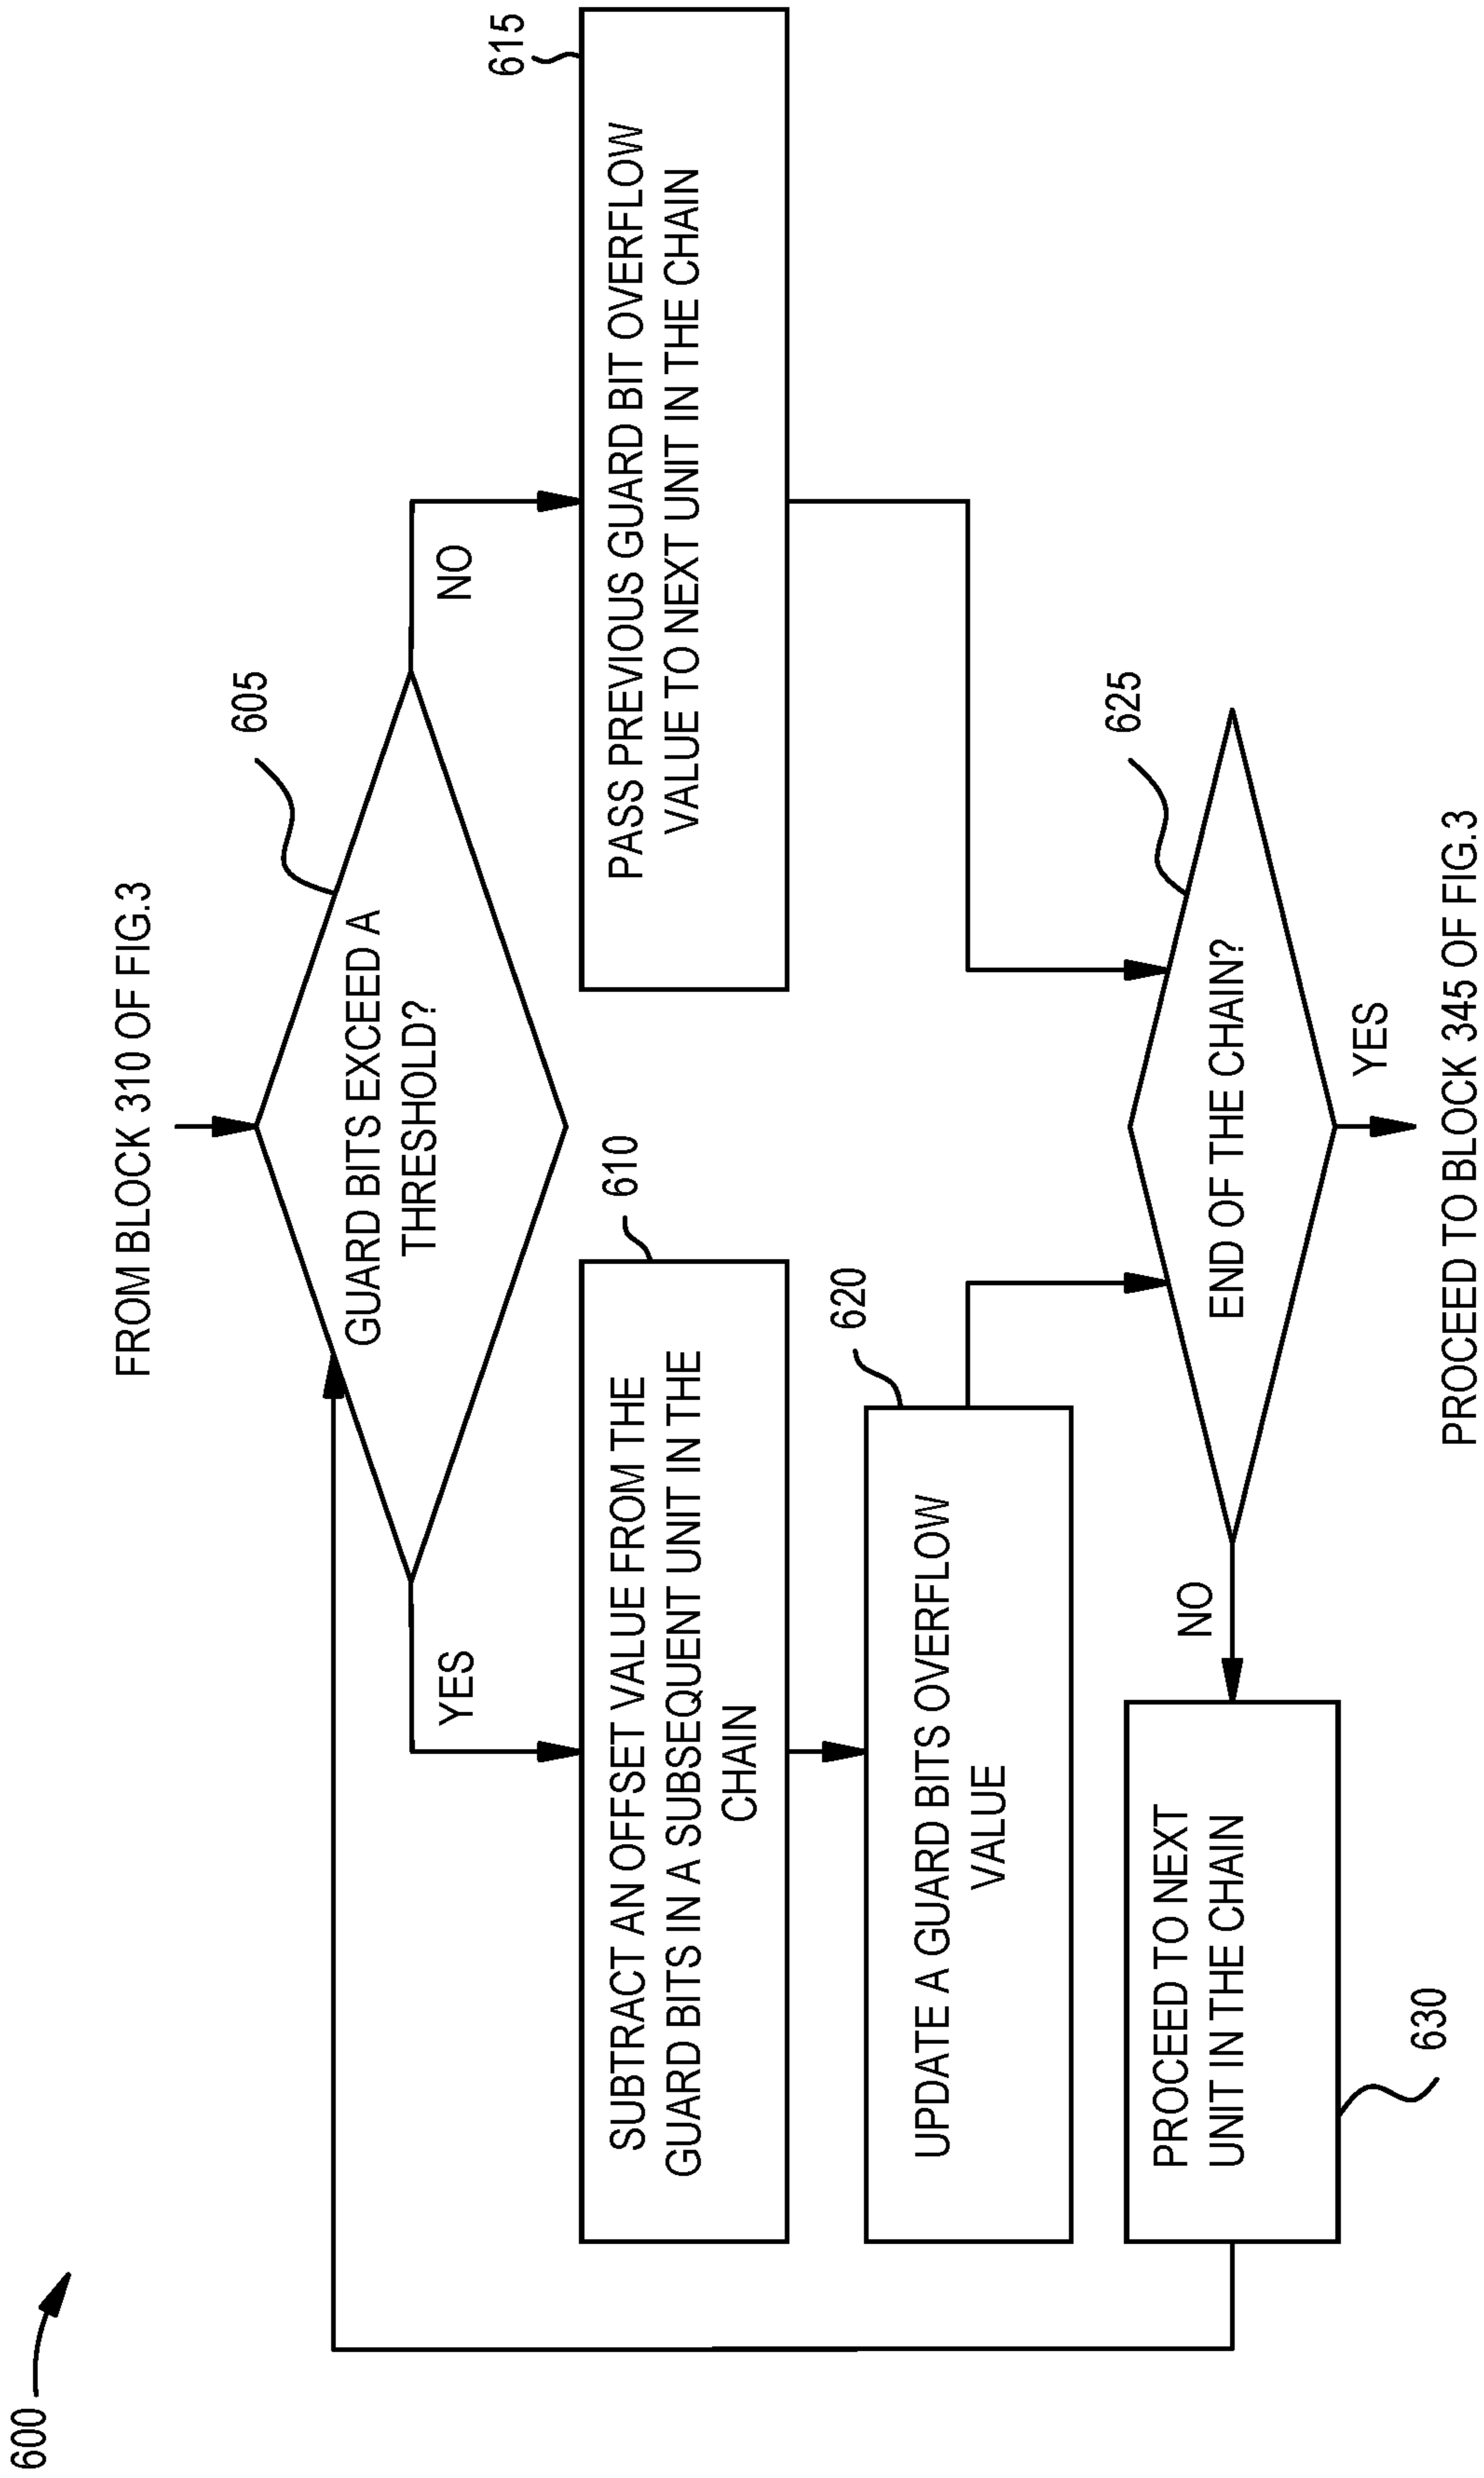 600
FROM BLOCK 310 OF FIG.3
605
GUARD BITS EXCEED A
THRESHOLD?
YES
NO
610
SUBTRACT AN OFFSET VALUE FROM THE
GUARD BITS IN A SUBSEQUENT UNIT IN THE
CHAIN
615
PASS PREVIOUS GUARD BIT OVERFLOW
VALUE TO NEXT UNIT IN THE CHAIN
620
UPDATE A GUARD BITS OVERFLOW
VALUE
625
END OF THE CHAIN?
NO
YES
PROCEED TO NEXT
UNIT IN THE CHAIN
630
PROCEED TO BLOCK 345 OF FIG.3